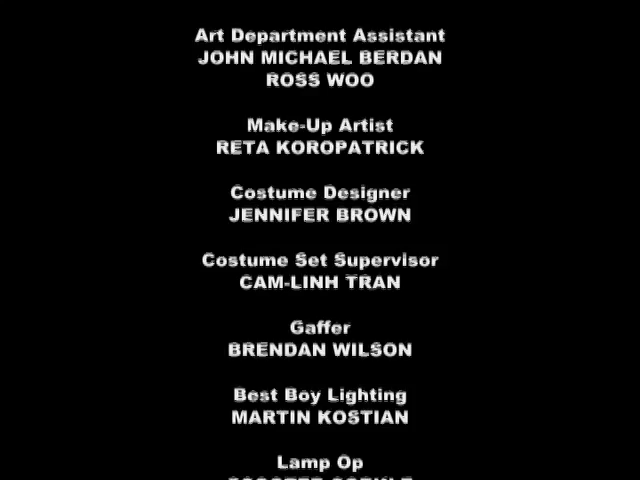 Art Department Assistant
JOHN MICHAEL BERDAN
ROSS WOO
Make-Up Artist
RETA KOROPATRICK
Costume Designer
JENNIFER BROWN
Costume Set Supervisor
CAM-LINH TRAN
Gaffer
BRENDAN WILSON
Best Boy Lighting
MARTIN KOSTIAN
Lamp Op